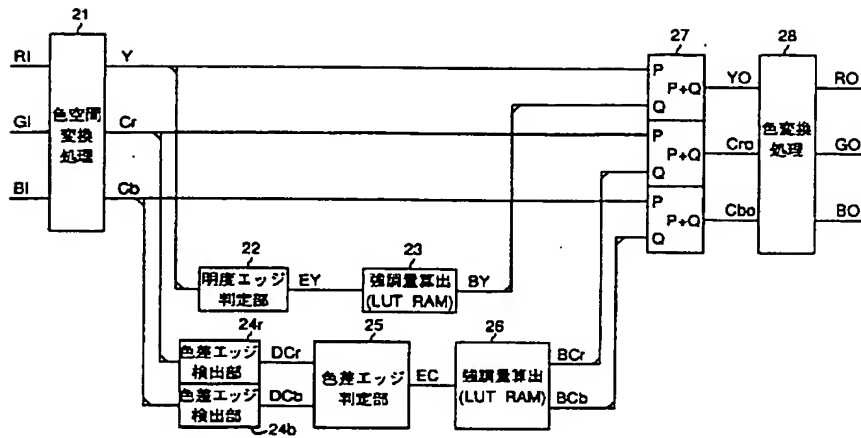 21
27
28
RI
Y
P
P+Q
YO
RO
Q
色空間
変換
処理
GI
Cr
P
P+Q
Cro
色変換
処理
GO
Q
BI
Cb
P
P+Q
Cbo
BO
Q
22
23
明度エッジ
判定部
EY
強調量算出
(LUT RAM)
BY
24r
25
26
色差エッジ
検出部
DCr
色差エッジ
判定部
EC
強調量算出
(LUT RAM)
BCr
色差エッジ
検出部
DCb
BCb
24b